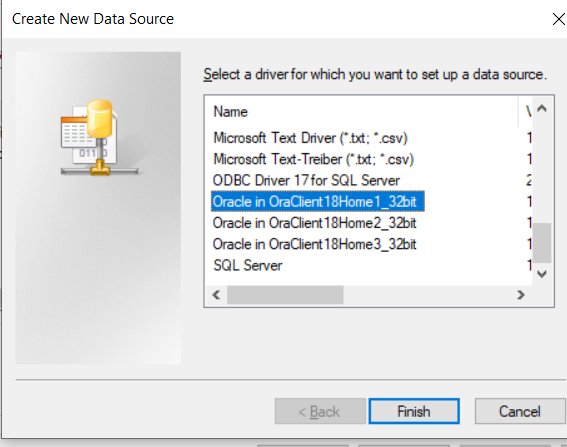 Create New Data Source
Select a driver for which you want to set up a data source.
Name
Microsoft Text Driver (*.txt; *.csv)
1
Microsoft Text-Treiber (*.txt; *.csv)
1
ODBC Driver 17 for SQL Server
2
Oracle in OraClient18Home1_32bit
1
Oracle in OraClient18Home2_32bit
1
Oracle in OraClient18Home3_32bit
1
SQL Server
1
< Back
Finish
Cancel